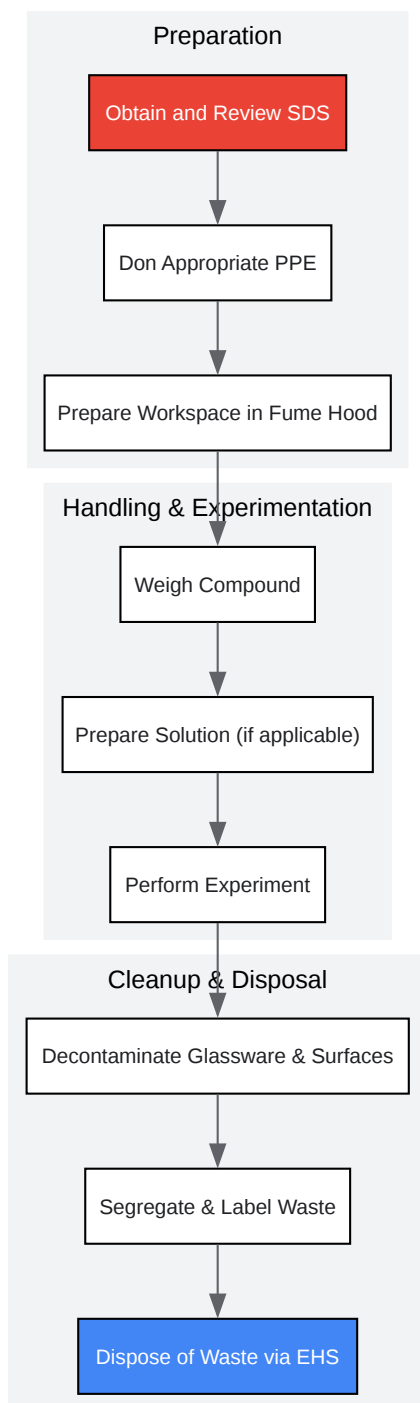 Preparation
Obtain and Review SDS
Don Appropriate PPE
Prepare Workspace in Fume Hood
Handling & Experimentation
Weigh Compound
Prepare Solution (if applicable)
Perform Experiment
Cleanup & Disposal
Decontaminate Glassware & Surfaces
Segregate & Label Waste
Dispose of Waste via EHS